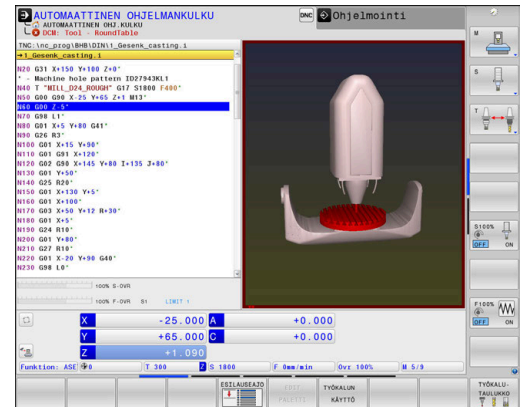 AUTOMAATTINEN OHJELMANKULKU
DNC
Ohjelmointi
AUTOMAATTINEN OHJ.KULKU
DCM: Tool - RoundTable
TNC:\nc_prog\BHB\DIN\1_Gesenk_casting.i
→1_Gesenk_casting.i
N20 G31 X+150 Y+100 Z+0*
* - Machine hole pattern ID27943KL1
N40 T "MILL_D24_ROUGH" G17 S1800 F400*
N50 G00 G90 X-25 Y+65 Z+1 M13*
N60 G00 Z-5*
N70 G98 L1*
N80 G01 X+5 Y+80 G41*
N90 G26 R3*
N100 G01 X+15 Y+90*
N110 G01 G91 X+120*
N120 G02 G90 X+145 Y+80 I+135 J+80*
N130 G01 Y+50*
N140 G25 R20*
N150 G01 X+130 Y+5*
N160 G01 X+100*
N170 G03 X+50 Y+12 R+30*
N180 G01 X+5*
N190 G24 R10*
N200 G01 Y+80*
N210 G27 R10*
N220 G01 X-20 Y+90 G40*
N230 G98 L0*
100% S-OVR
100% F-OVR S1 LIMIT 1
X -25.000 A +0.000
Y +65.000 C +0.000
Z +1.090
Funktion: ASET 0 T 300 Z S 1800 F 0mm/min Ovr 100% M 5/9
M
S
T
S100%
OFF ON
F100%
OFF ON
ESILAUSEAJO
TYÖKALUN
KÄYTTÖ
TYÖKALU-
TAULUKKO